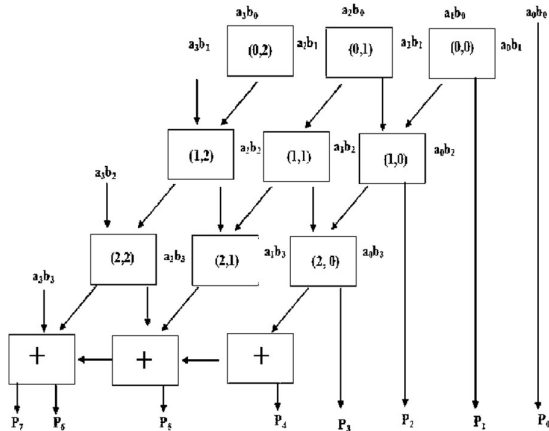 a₃b₀ a₂b₀ a₁b₀ a₀b₀
(0,2) a₂b₁ (0,1) (0,0) a₀b₁
(1,2) a₂b₂ (1,1) a₁b₂ (1,0) a₀b₂
a₃b₂
(2,2) a₂b₃ (2,1) a₁b₃ (2, 0) a₀b₃
a₃b₃
+ + +
P₇ P₆ P₅ P₄ P₃ P₂ P₁ P₀